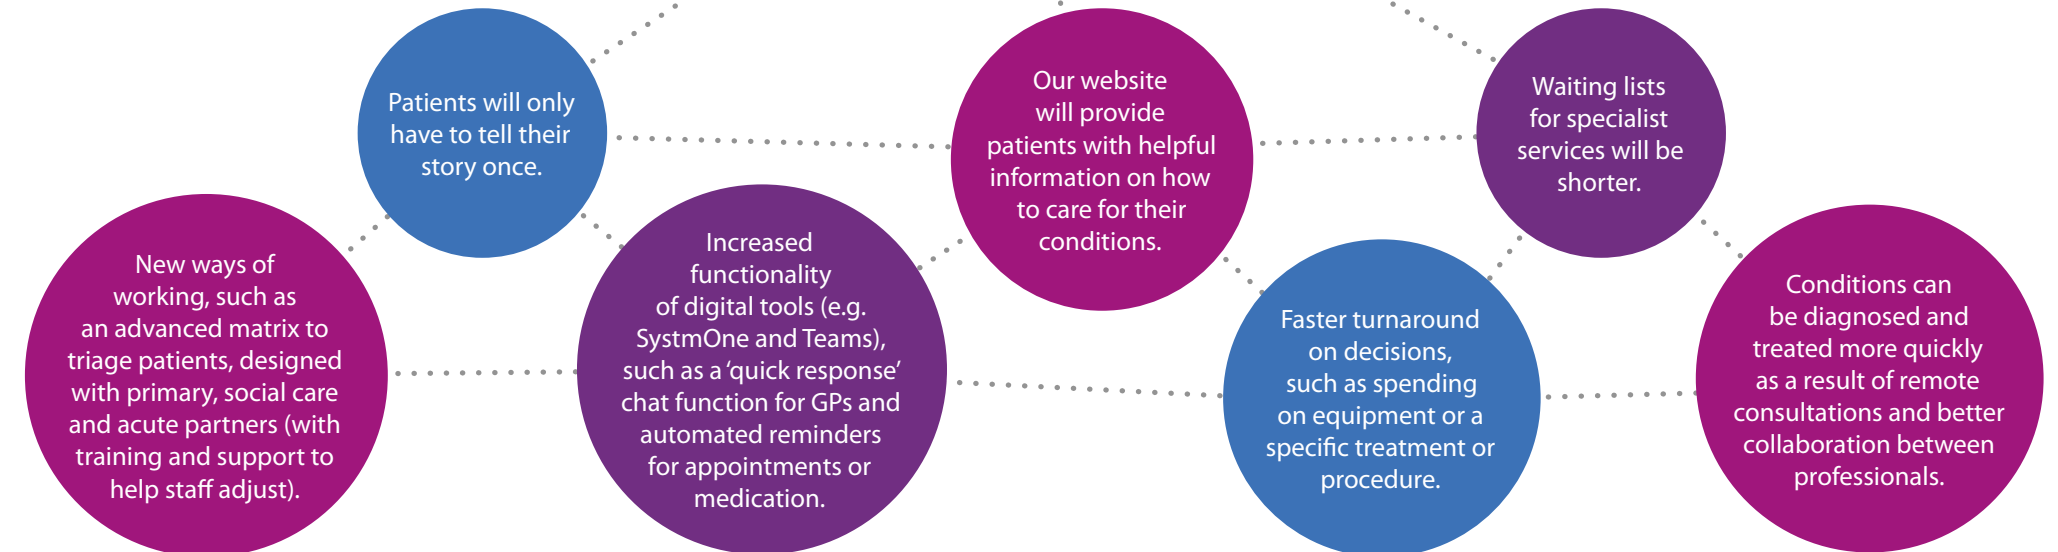 Patients will only
have to tell their
story once.
Our website
will provide
patients with helpful
information on how
to care for their
conditions.
Waiting lists
for specialist
services will be
shorter.
New ways of
working, such as
an advanced matrix to
triage patients, designed
with primary, social care
and acute partners (with
training and support to
help staff adjust).
Increased
functionality
of digital tools (e.g.
SystmOne and Teams),
such as a ‘quick response’
chat function for GPs and
automated reminders
for appointments or
medication.
Faster turnaround
on decisions,
such as spending
on equipment or a
specific treatment or
procedure.
Conditions can
be diagnosed and
treated more quickly
as a result of remote
consultations and better
collaboration between
professionals.